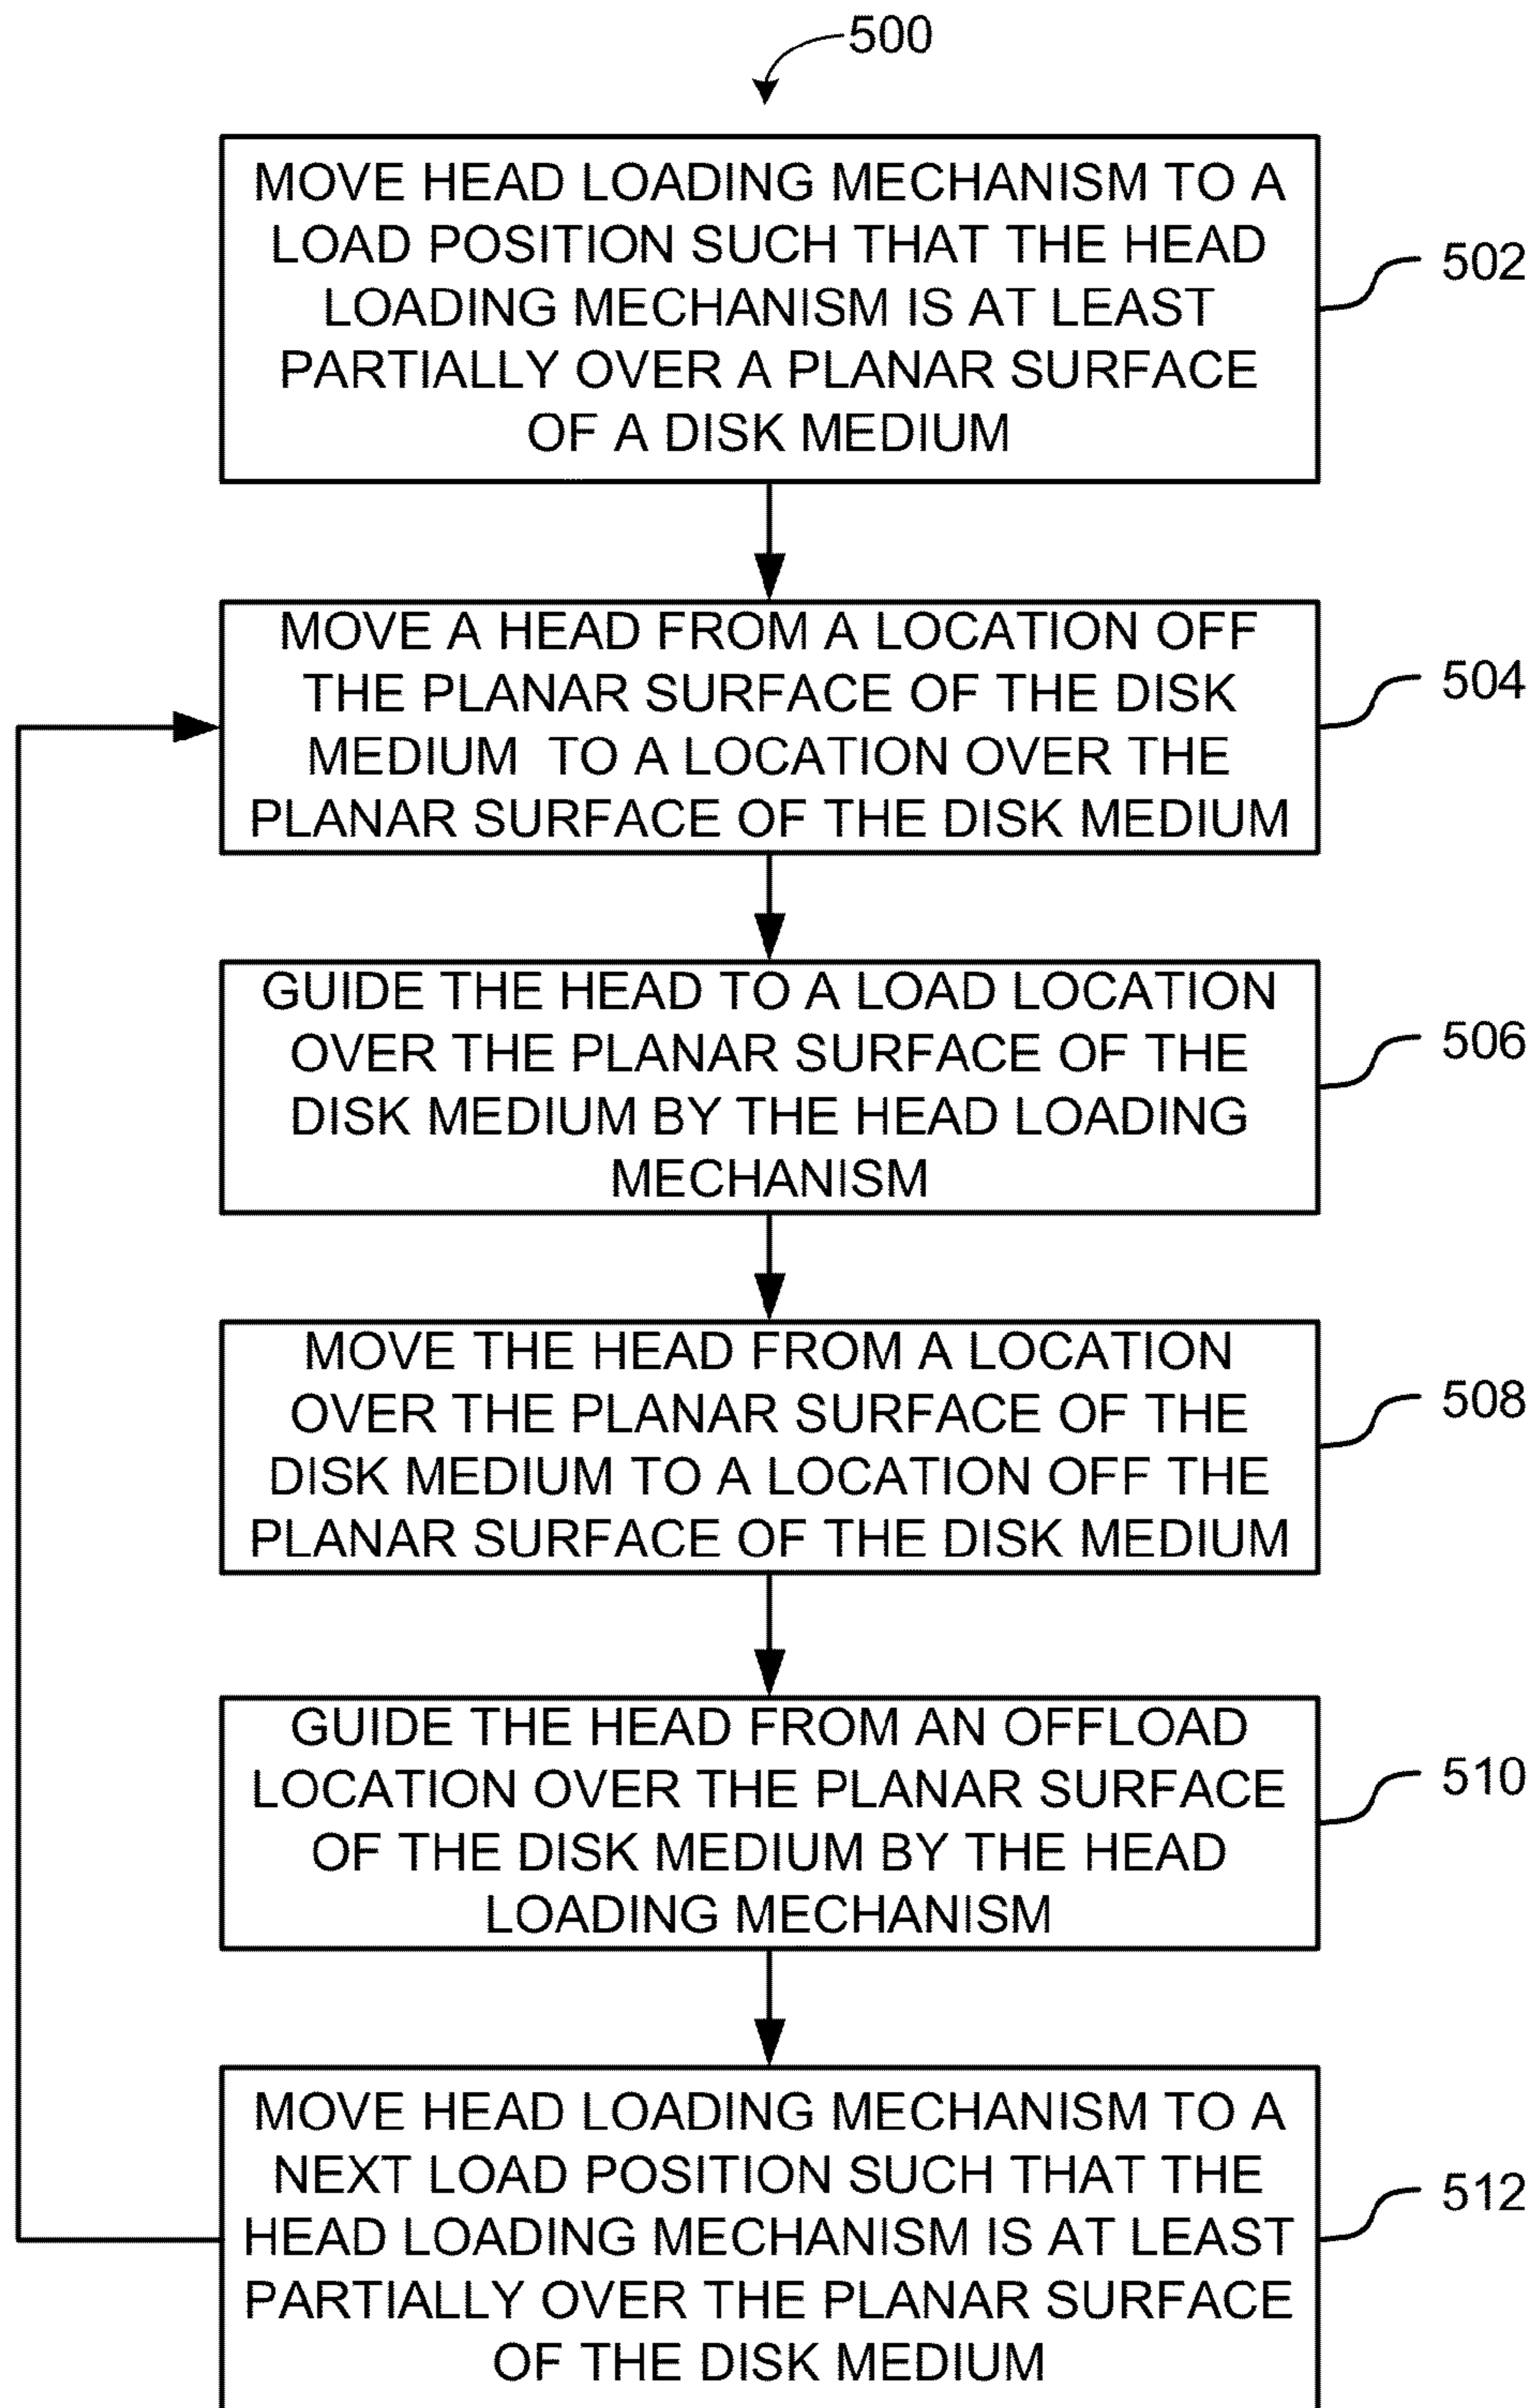 500
MOVE HEAD LOADING MECHANISM TO A
LOAD POSITION SUCH THAT THE HEAD
LOADING MECHANISM IS AT LEAST
PARTIALLY OVER A PLANAR SURFACE
OF A DISK MEDIUM
502
MOVE A HEAD FROM A LOCATION OFF
THE PLANAR SURFACE OF THE DISK
MEDIUM TO A LOCATION OVER THE
PLANAR SURFACE OF THE DISK MEDIUM
504
GUIDE THE HEAD TO A LOAD LOCATION
OVER THE PLANAR SURFACE OF THE
DISK MEDIUM BY THE HEAD LOADING
MECHANISM
506
MOVE THE HEAD FROM A LOCATION
OVER THE PLANAR SURFACE OF THE
DISK MEDIUM TO A LOCATION OFF THE
PLANAR SURFACE OF THE DISK MEDIUM
508
GUIDE THE HEAD FROM AN OFFLOAD
LOCATION OVER THE PLANAR SURFACE
OF THE DISK MEDIUM BY THE HEAD
LOADING MECHANISM
510
MOVE HEAD LOADING MECHANISM TO A
NEXT LOAD POSITION SUCH THAT THE
HEAD LOADING MECHANISM IS AT LEAST
PARTIALLY OVER THE PLANAR SURFACE
OF THE DISK MEDIUM
512